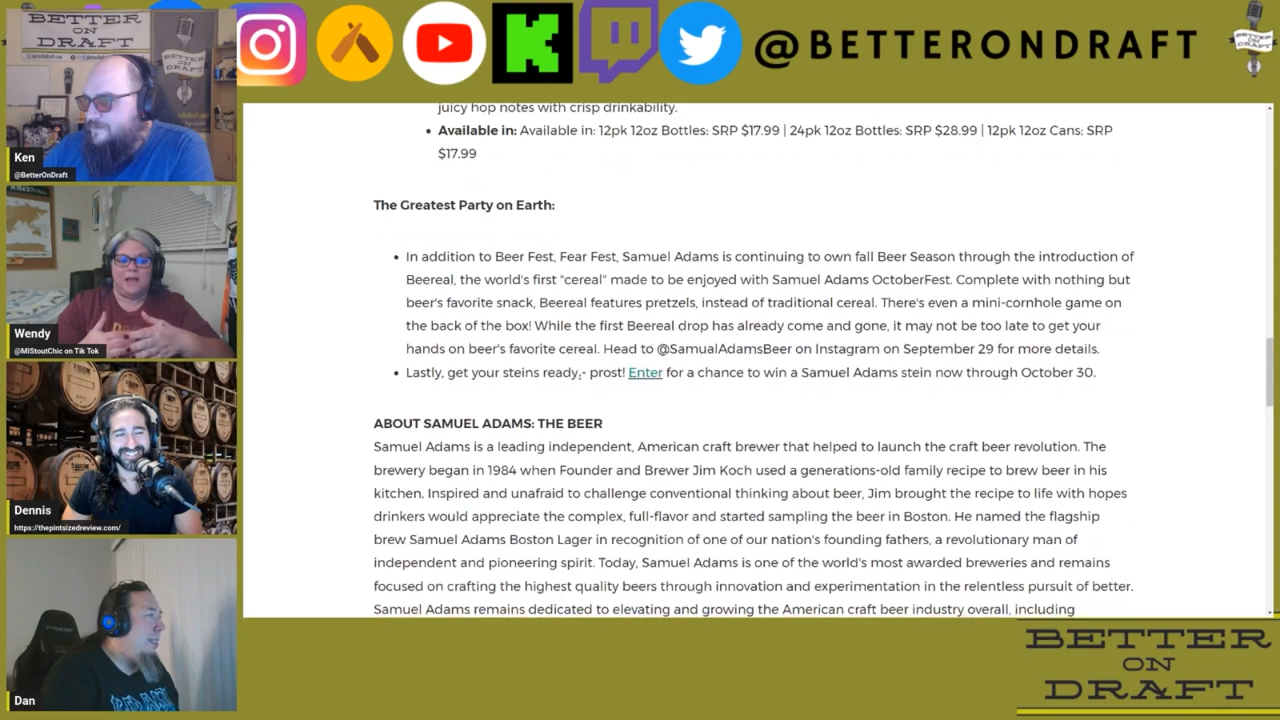 @BETTERONDRAFT
BETTER
ON DRAFT
Ken
@BetterOnDraft
Wendy
@MIStoutChic on Tik Tok
Dennis
https://thepintsizedreview.com/
Dan
juicy hop notes with crisp drinkability.
• Available in: Available in: 12pk 12oz Bottles: SRP $17.99 | 24pk 12oz Bottles: SRP $28.99 | 12pk 12oz Cans: SRP
$17.99
The Greatest Party on Earth:
• In addition to Beer Fest, Fear Fest, Samuel Adams is continuing to own fall Beer Season through the introduction of
Beereal, the world's first "cereal" made to be enjoyed with Samuel Adams OctoberFest. Complete with nothing but
beer's favorite snack, Beereal features pretzels, instead of traditional cereal. There's even a mini-cornhole game on
the back of the box! While the first Beereal drop has already come and gone, it may not be too late to get your
hands on beer's favorite cereal. Head to @SamualAdamsBeer on Instagram on September 29 for more details.
• Lastly, get your steins ready;- prost! Enter for a chance to win a Samuel Adams stein now through October 30.
ABOUT SAMUEL ADAMS: THE BEER
Samuel Adams is a leading independent, American craft brewer that helped to launch the craft beer revolution. The
brewery began in 1984 when Founder and Brewer Jim Koch used a generations-old family recipe to brew beer in his
kitchen. Inspired and unafraid to challenge conventional thinking about beer, Jim brought the recipe to life with hopes
drinkers would appreciate the complex, full-flavor and started sampling the beer in Boston. He named the flagship
brew Samuel Adams Boston Lager in recognition of one of our nation's founding fathers, a revolutionary man of
independent and pioneering spirit. Today, Samuel Adams is one of the world's most awarded breweries and remains
focused on crafting the highest quality beers through innovation and experimentation in the relentless pursuit of better.
Samuel Adams remains dedicated to elevating and growing the American craft beer industry overall, including
BETTER
ON
DRAFT